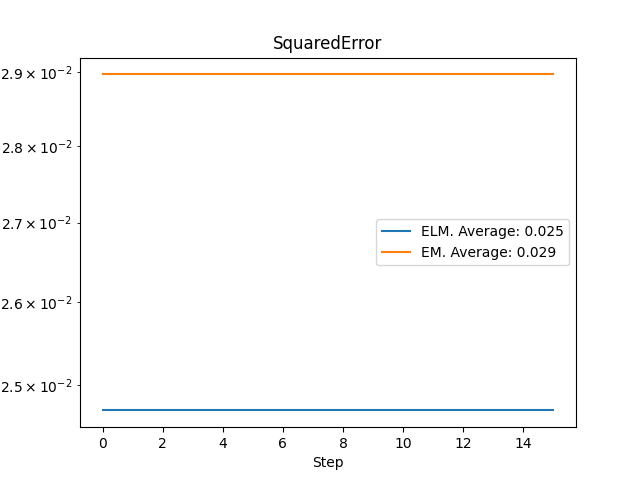 SquaredError
2.9 × 10⁻²
2.8 × 10⁻²
2.7 × 10⁻²
2.6 × 10⁻²
2.5 × 10⁻²
ELM. Average: 0.025
EM. Average: 0.029
0 2 4 6 8 10 12 14
Step